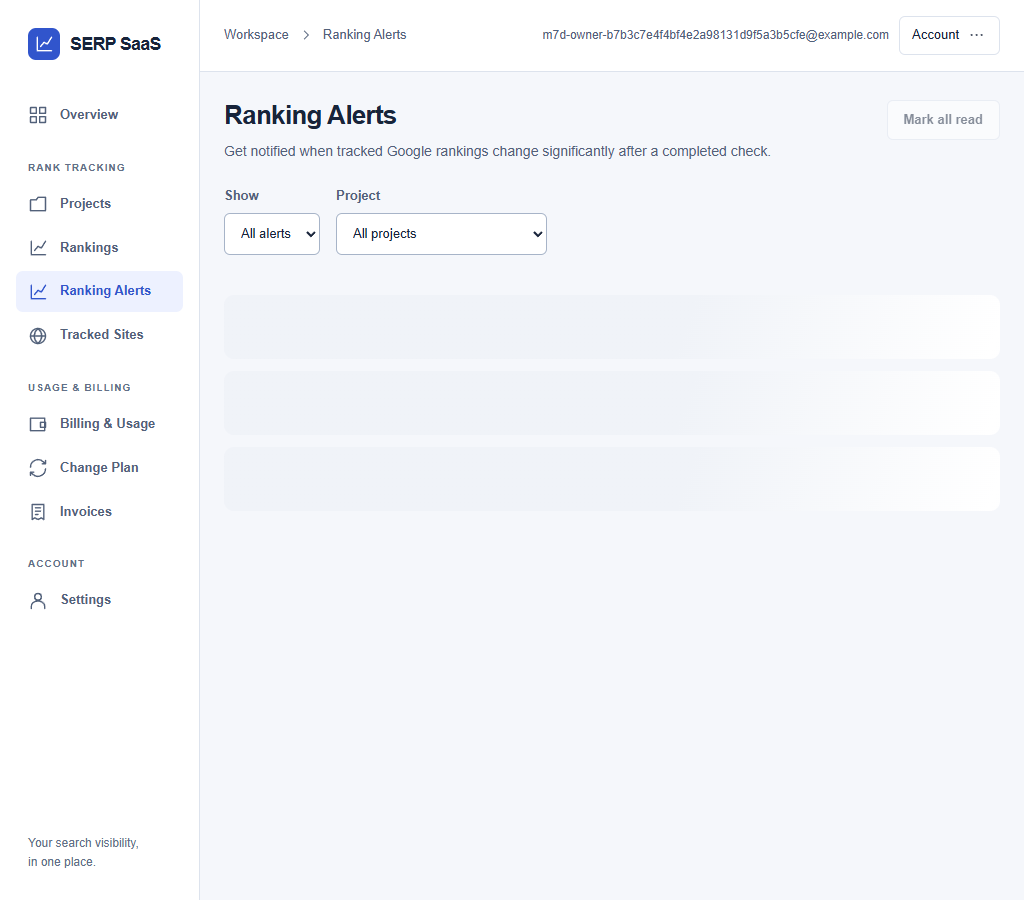 SERP SaaS
Workspace
Ranking Alerts
m7d-owner-b7b3c7e4f4bf4e2a98131d9f5a3b5cfe@example.com
Account ···
Overview
RANK TRACKING
Projects
Rankings
Ranking Alerts
Tracked Sites
USAGE & BILLING
Billing & Usage
Change Plan
Invoices
ACCOUNT
Settings
Your search visibility,
in one place.
Ranking Alerts
Mark all read
Get notified when tracked Google rankings change significantly after a completed check.
Show
Project
All alerts
All projects